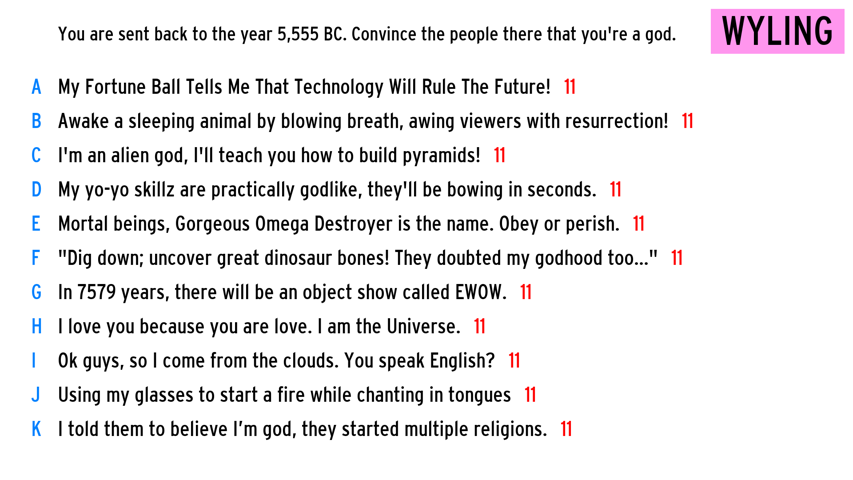 You are sent back to the year 5,555 BC. Convince the people there that you're a god. WYLING
A My Fortune Ball Tells Me That Technology Will Rule The Future! 11
B Awake a sleeping animal by blowing breath, awing viewers with resurrection! 11
C I'm an alien god, I'll teach you how to build pyramids! 11
D My yo-yo skillz are practically godlike, they'll be bowing in seconds. 11
E Mortal beings, Gorgeous Omega Destroyer is the name. Obey or perish. 11
F "Dig down; uncover great dinosaur bones! They doubted my godhood too..." 11
G In 7579 years, there will be an object show called EWOW. 11
H I love you because you are love. I am the Universe. 11
I Ok guys, so I come from the clouds. You speak English? 11
J Using my glasses to start a fire while chanting in tongues 11
K I told them to believe I’m god, they started multiple religions. 11